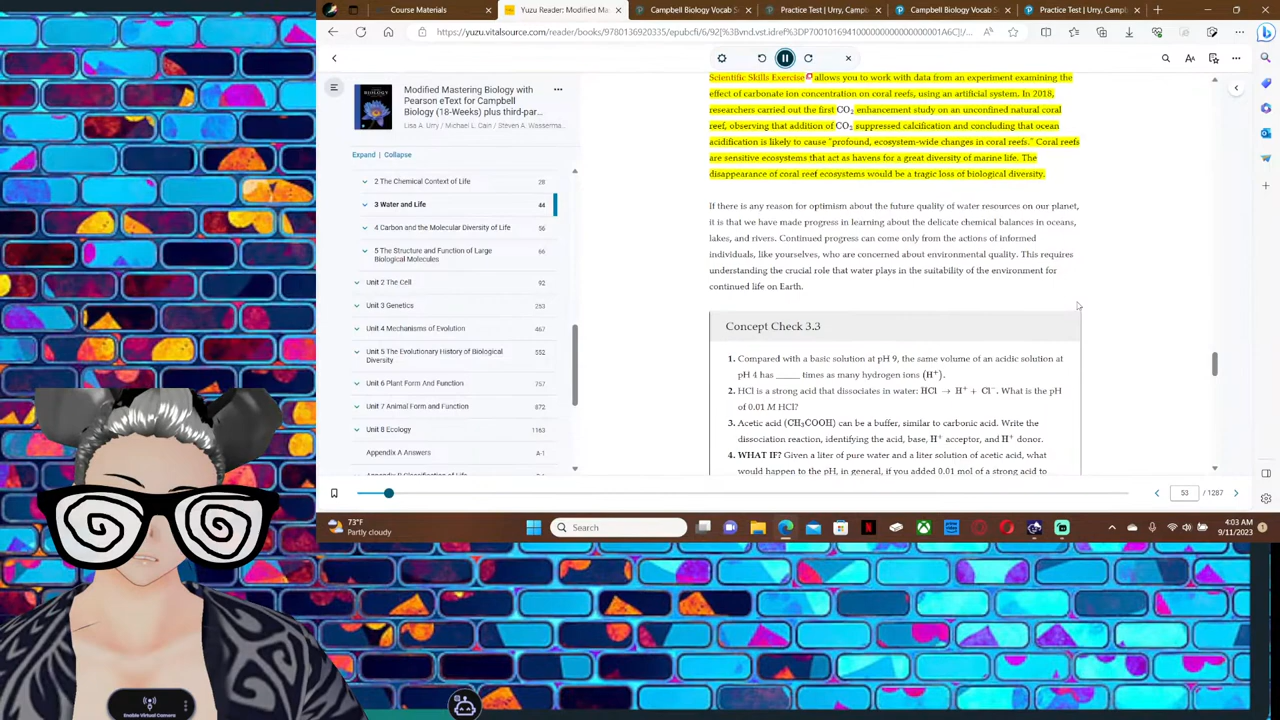 Course Materials
Yuzu Reader: Modified Ma
Campbell Biology Vocab S
Practice Test | Urry, Camp
Campbell Biology Vocab S
Practice Test | Urry, Camp
https://yuzu.vitalsource.com/reader/books/9780136920335/epubcfi/6/92[%3Bvnd.vst.idref%3DP7001016941000000000000000001A6C]/...
Modified Mastering Biology with
Pearson eText for Campbell
Biology (18-Weeks) plus third-par...
Lisa A. Urry / Michael L. Cain / Steven A. Wasserma...
Expand | Collapse
2 The Chemical Context of Life 28
3 Water and Life 44
4 Carbon and the Molecular Diversity of Life 56
5 The Structure and Function of Large
Biological Molecules 66
Unit 2 The Cell 92
Unit 3 Genetics 253
Unit 4 Mechanisms of Evolution 467
Unit 5 The Evolutionary History of Biological
Diversity 552
Unit 6 Plant Form And Function 757
Unit 7 Animal Form and Function 872
Unit 8 Ecology 1163
Appendix A Answers A-1
Scientific Skills Exercise allows you to work with data from an experiment examining the
effect of carbonate ion concentration on coral reefs, using an artificial system. In 2018,
researchers carried out the first CO₂ enhancement study on an unconfined natural coral
reef, observing that addition of CO₂ suppressed calcification and concluding that ocean
acidification is likely to cause "profound, ecosystem-wide changes in coral reefs." Coral reefs
are sensitive ecosystems that act as havens for a great diversity of marine life. The
disappearance of coral reef ecosystems would be a tragic loss of biological diversity.
If there is any reason for optimism about the future quality of water resources on our planet,
it is that we have made progress in learning about the delicate chemical balances in oceans,
lakes, and rivers. Continued progress can come only from the actions of informed
individuals, like yourselves, who are concerned about environmental quality. This requires
understanding the crucial role that water plays in the suitability of the environment for
continued life on Earth.
Concept Check 3.3
1. Compared with a basic solution at pH 9, the same volume of an acidic solution at
pH 4 has _____ times as many hydrogen ions (H⁺).
2. HCl is a strong acid that dissociates in water: HCl → H⁺ + Cl⁻. What is the pH
of 0.01 M HCl?
3. Acetic acid (CH₃COOH) can be a buffer, similar to carbonic acid. Write the
dissociation reaction, identifying the acid, base, H⁺ acceptor, and H⁺ donor.
4. WHAT IF? Given a liter of pure water and a liter solution of acetic acid, what
would happen to the pH, in general, if you added 0.01 mol of a strong acid to
53 / 1287
73°F
Partly cloudy
Search
4:03 AM
9/11/2023
Enable Virtual Camera